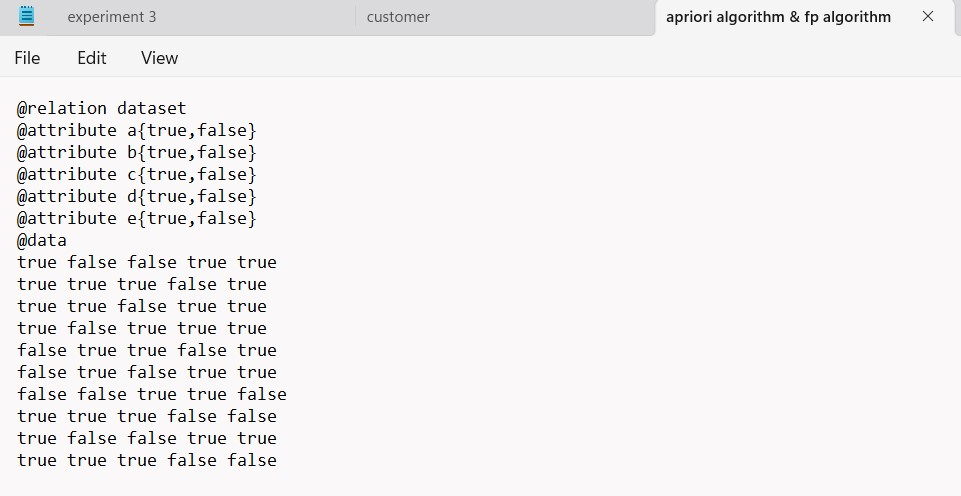 experiment 3 customer apriori algorithm & fp algorithm
File Edit View
@relation dataset
@attribute a{true,false}
@attribute b{true,false}
@attribute c{true,false}
@attribute d{true,false}
@attribute e{true,false}
@data
true false false true true
true true true false true
true true false true true
true false true true true
false true true false true
false true false true true
false false true true false
true true true false false
true false false true true
true true true false false